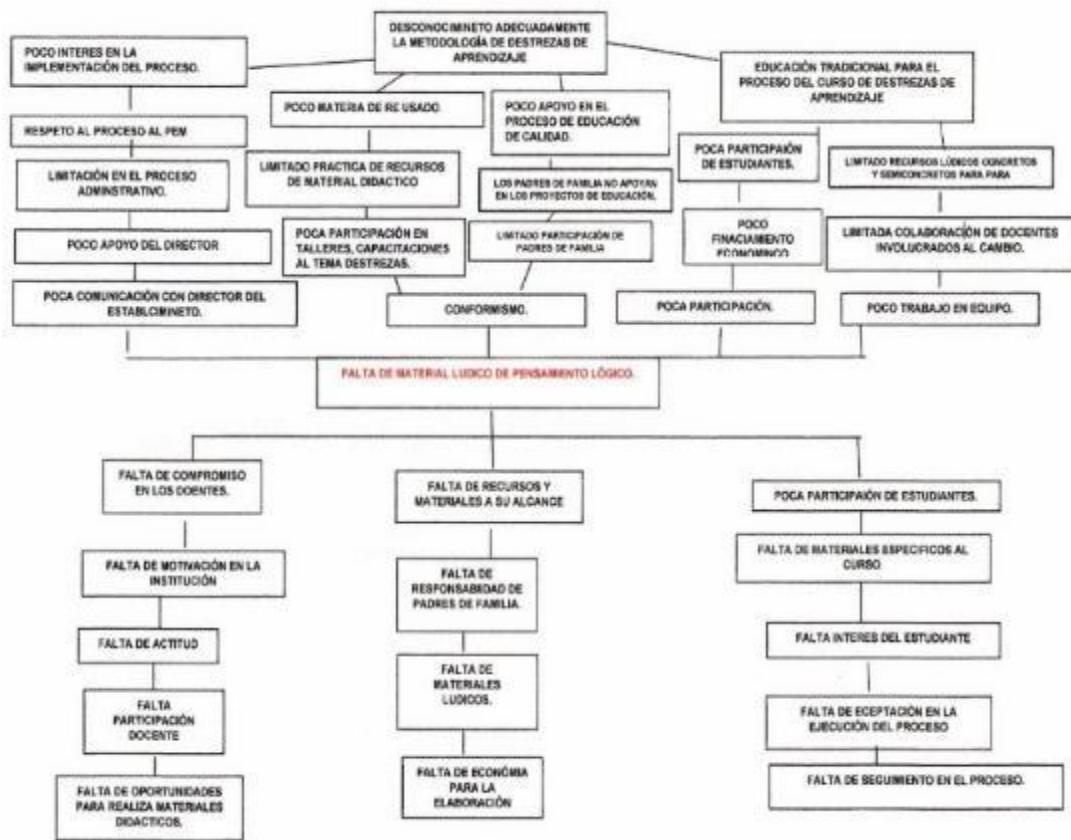 DESCONOCIMINETO ADECUADAMENTE
LA METODOLOGÍA DE DESTREZAS DE
APRENDIZAJE
POCO INTERES EN LA
IMPLEMENTACIÓN DEL PROCESO.
EDUCACIÓN TRADICIONAL PARA EL
PROCESO DEL CURSO DE DESTREZAS DE
APRENDIZAJE
POCO MATERIA DE RE USADO.
POCO APOYO EN EL
PROCESO DE EDUCACIÓN
DE CALIDAD.
RESPETO AL PROCESO AL PEM
POCA PARTICIPAIÓN
DE ESTUDIANTES.
LIMITADO RECURSOS LÚDICOS CONCRETOS
Y SEMICONCRETOS PARA PARA
LIMITACIÓN EN EL PROCESO
ADMINSTRATIVO.
LIMITADO PRACTICA DE RECURSOS
DE MATERIAL DIDACTICO
LOS PADRES DE FAMILIA NO APOYAN
EN LOS PROYECTOS DE EDUCACIÓN.
POCO APOYO DEL DIRECTOR
POCA PARTICIPACIÓN EN
TALLERES, CAPACITACIONES
AL TEMA DESTREZAS.
LIMITADO PARTICIPACIÓN DE
PADRES DE FAMILIA
POCO
FINACIAMIENTO
ECONOMINCO
LIMITADA COLABORACIÓN DE DOCENTES
INVOLUCRADOS AL CAMBIO.
POCA COMUNICACIÓN CON DIRECTOR DEL
ESTABLCIMINETO.
CONFORMISMO.
POCA PARTICIPACIÓN.
POCO TRABAJO EN EQUIPO.
FALTA DE MATERIAL LUDICO DE PENSAMIENTO LÓGICO.
FALTA DE COMPROMISO
EN LOS DOENTES.
FALTA DE RECURSOS Y
MATERIALES A SU ALCANCE
POCA PARTICIPAIÓN DE ESTUDIANTES.
FALTA DE MOTIVACIÓN EN LA
INSTITUCIÓN
FALTA DE
RESPONSABIDAD DE
PADRES DE FAMILIA.
FALTA DE MATERIALES ESPECIFICOS AL
CURSO
FALTA DE ACTITUD
FALTA DE
MATERIALES
LUDICOS.
FALTA INTERES DEL ESTUDIANTE
FALTA
PARTICIPACIÓN
DOCENTE
FALTA DE ECEPTACIÓN EN LA
EJECUCIÓN DEL PROCESO
FALTA DE OPORTUNIDADES
PARA REALIZA MATERIALES
DIDACTICOS.
FALTA DE ECONÓMIA
PARA LA
ELABORACIÓN
FALTA DE SEGUIMIENTO EN EL PROCESO.